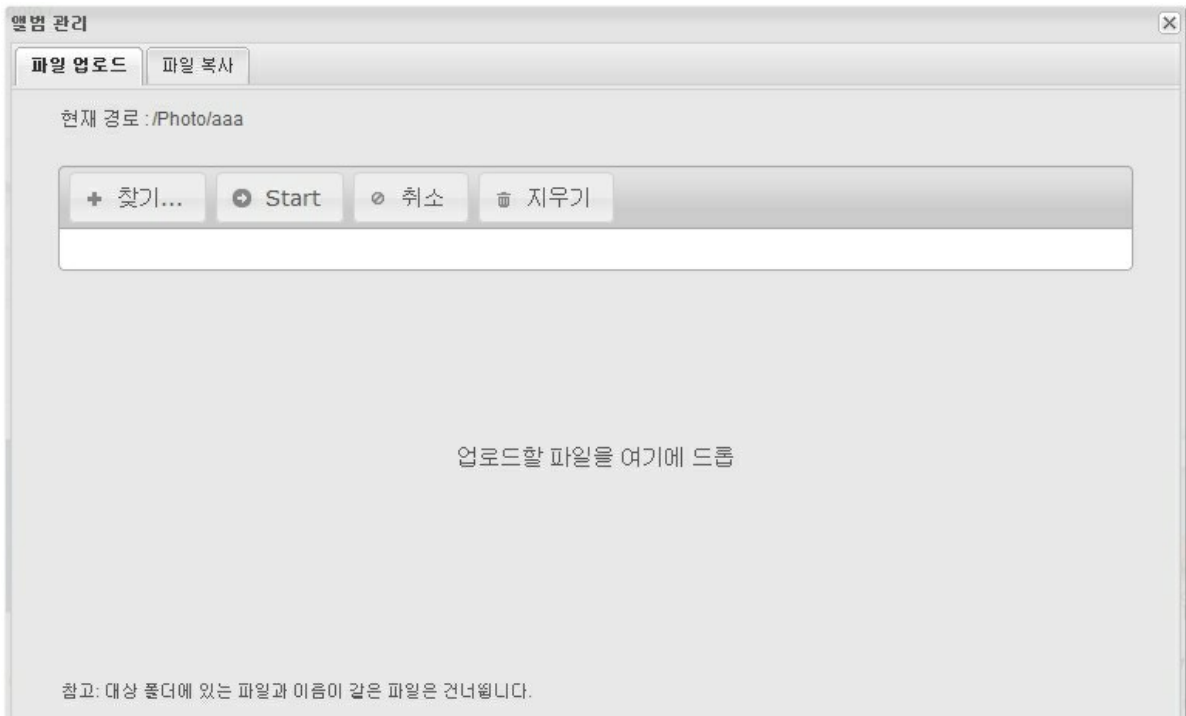 앨범 관리
파일 업로드 파일 복사
현재 경로 : /Photo/aaa
찾기... Start 취소 지우기
업로드할 파일을 여기에 드롭
참고: 대상 폴더에 있는 파일과 이름이 같은 파일은 건너뜁니다.